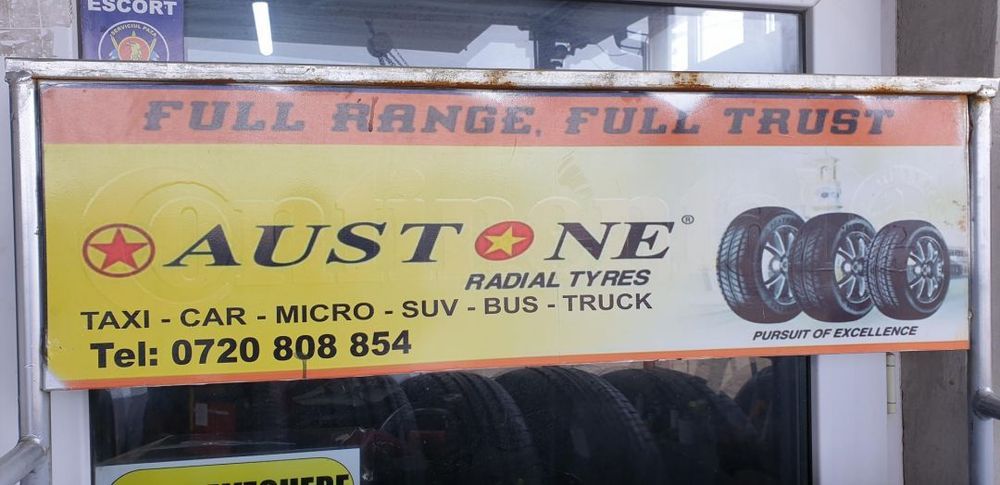 ESCORT
FULL RANGE, FULL TRUST
AUSTONE®
RADIAL TYRES
TAXI - CAR - MICRO - SUV - BUS - TRUCK
Tel: 0720 808 854
PURSUIT OF EXCELLENCE